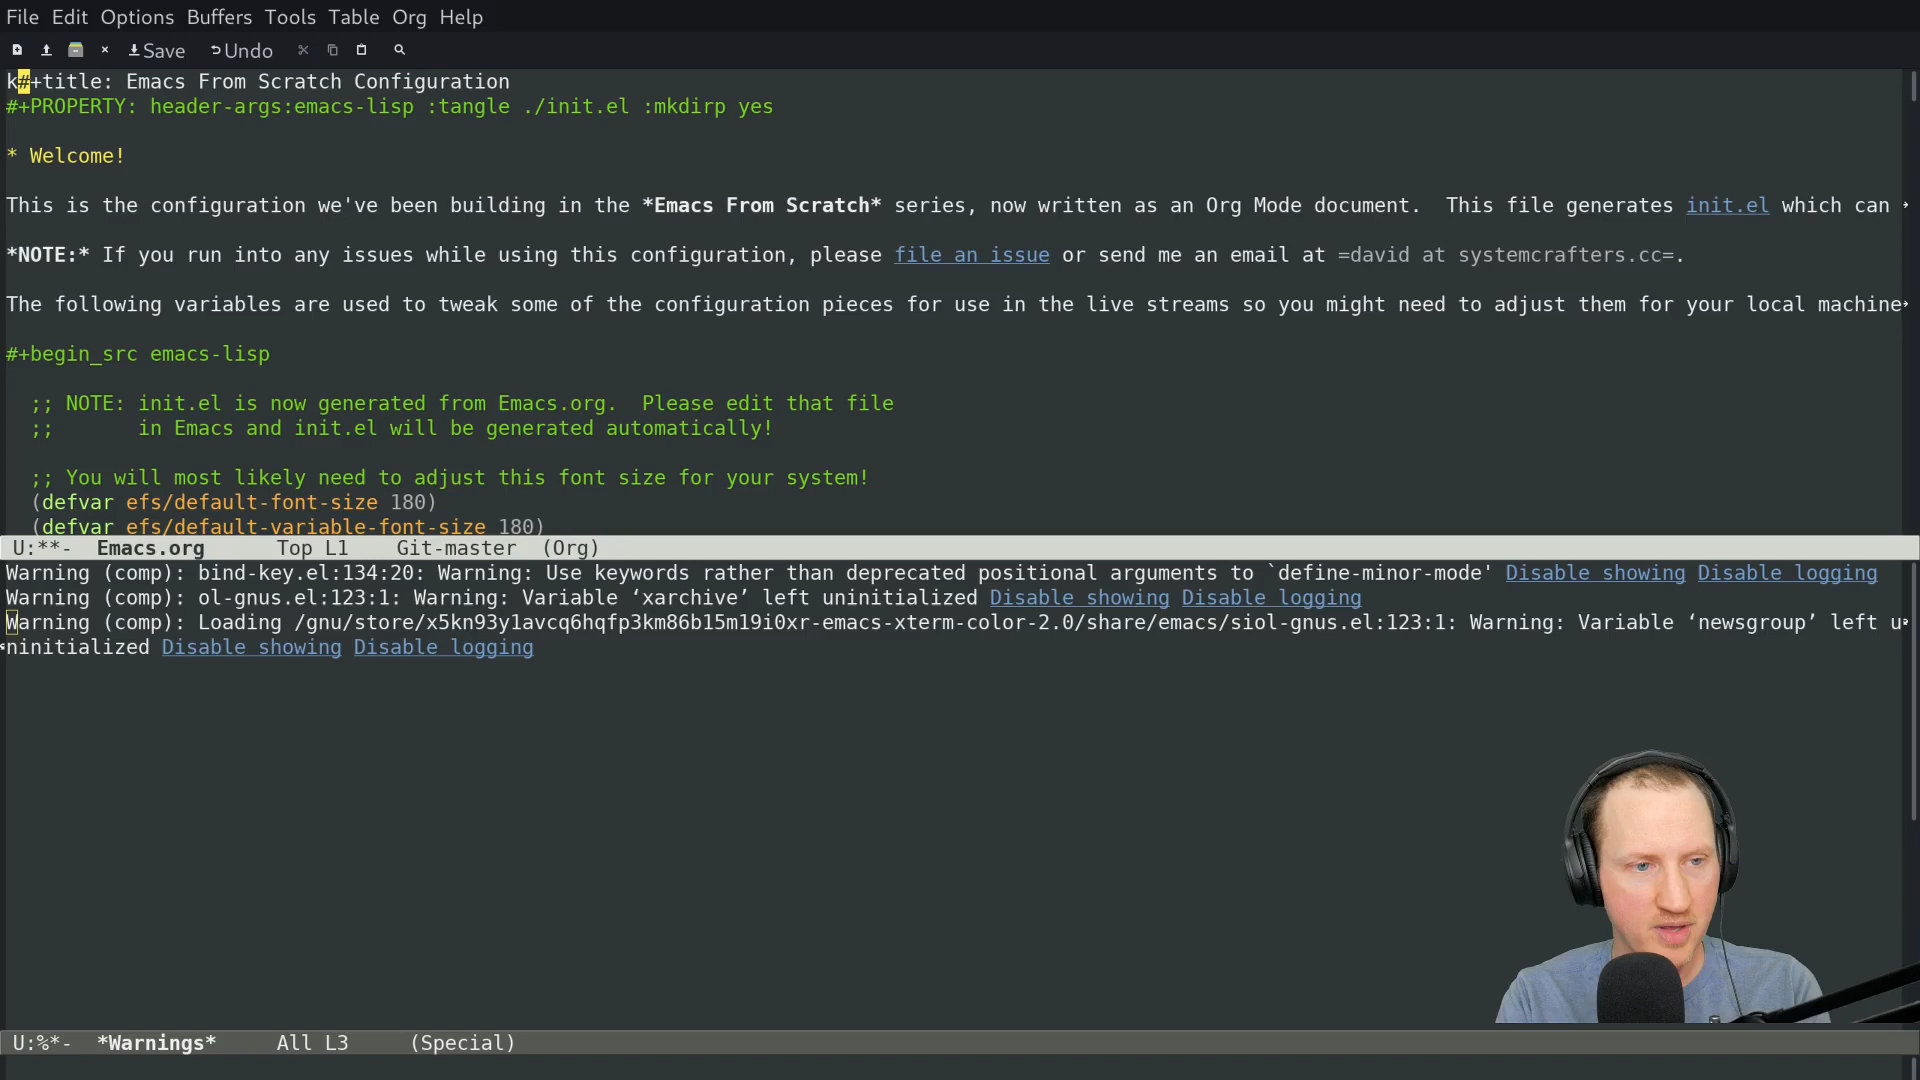 File Edit Options Buffers Tools Table Org Help
Save Undo
k#+title: Emacs From Scratch Configuration
#+PROPERTY: header-args:emacs-lisp :tangle ./init.el :mkdirp yes
* Welcome!
This is the configuration we've been building in the *Emacs From Scratch* series, now written as an Org Mode document.  This file generates init.el which can
*NOTE:* If you run into any issues while using this configuration, please file an issue or send me an email at =david at systemcrafters.cc=.
The following variables are used to tweak some of the configuration pieces for use in the live streams so you might need to adjust them for your local machine
#+begin_src emacs-lisp
;; NOTE: init.el is now generated from Emacs.org.  Please edit that file
;;       in Emacs and init.el will be generated automatically!
;; You will most likely need to adjust this font size for your system!
(defvar efs/default-font-size 180)
(defvar efs/default-variable-font-size 180)
U:**-  Emacs.org      Top L1    Git-master  (Org)
Warning (comp): bind-key.el:134:20: Warning: Use keywords rather than deprecated positional arguments to `define-minor-mode' Disable showing Disable logging
Warning (comp): ol-gnus.el:123:1: Warning: Variable ‘xarchive’ left uninitialized Disable showing Disable logging
Warning (comp): Loading /gnu/store/x5kn93y1avcq6hqfp3km86b15m19i0xr-emacs-xterm-color-2.0/share/emacs/siol-gnus.el:123:1: Warning: Variable ‘newsgroup’ left u
ninitialized Disable showing Disable logging
U:%*-  *Warnings*     All L3     (Special)